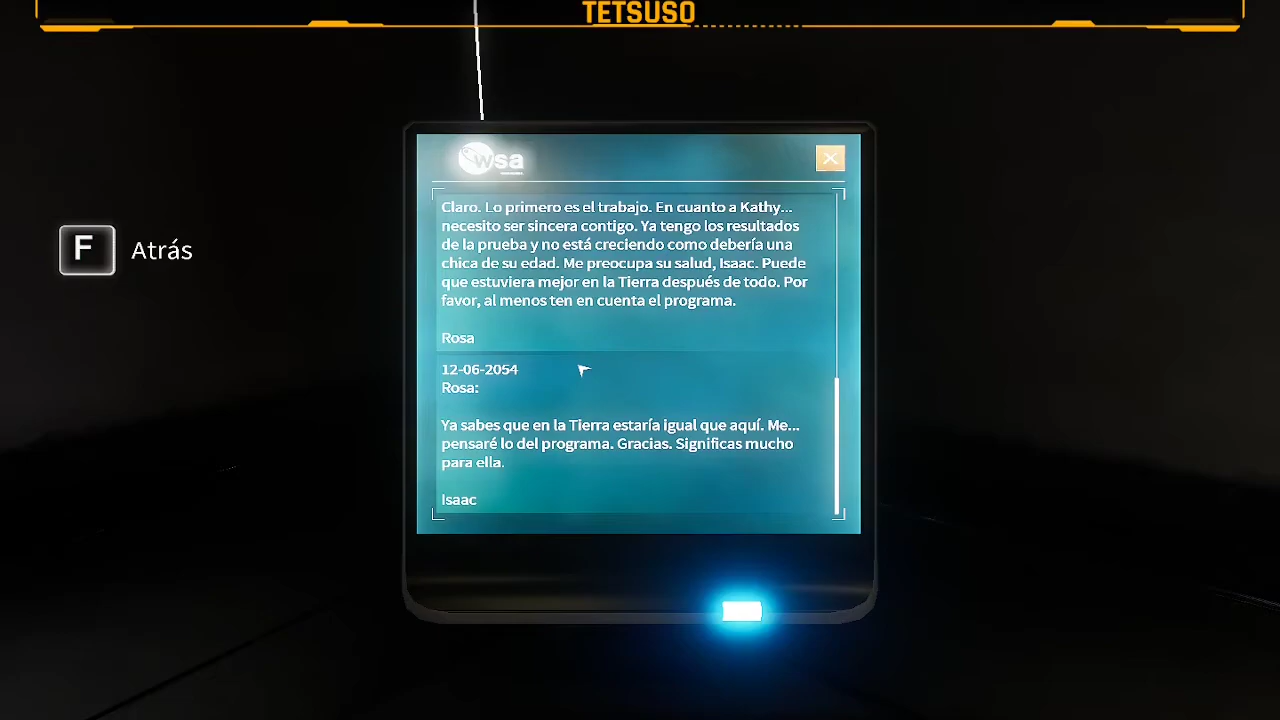 TETSUSO
wsa
F Atrás
Claro. Lo primero es el trabajo. En cuanto a Kathy...
necesito ser sincera contigo. Ya tengo los resultados
de la prueba y no está creciendo como debería una
chica de su edad. Me preocupa su salud, Isaac. Puede
que estuviera mejor en la Tierra después de todo. Por
favor, al menos ten en cuenta el programa.
Rosa
12-06-2054
Rosa:
Ya sabes que en la Tierra estaría igual que aquí. Me...
pensaré lo del programa. Gracias. Significas mucho
para ella.
Isaac